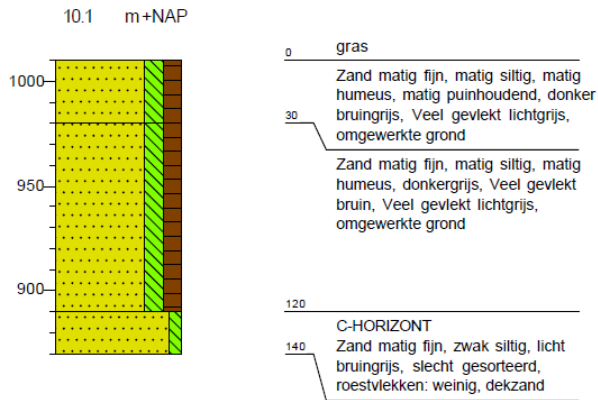 10.1 m+NAP
1000
950
900
0 gras
Zand matig fijn, matig siltig, matig
humeus, matig puinhoudend, donker
bruingrijs, Veel gevlekt lichtgrijs,
30
omgewerkte grond
Zand matig fijn, matig siltig, matig
humeus, donkergrijs, Veel gevlekt
bruin, Veel gevlekt lichtgrijs,
omgewerkte grond
120
C-HORIZONT
140
Zand matig fijn, zwak siltig, licht
bruingrijs, slecht gesorteerd,
roestvlekken: weinig, dekzand